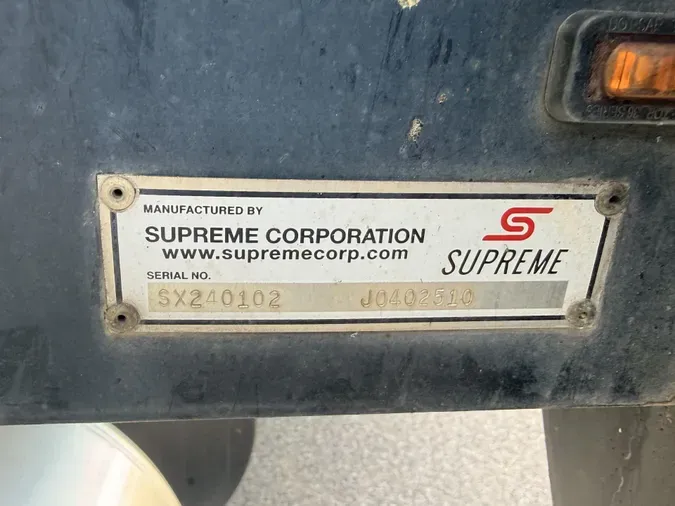 MANUFACTURED BY
SUPREME CORPORATION
www.supremecorp.com
SUPREME
SERIAL NO.
SX240102 J0402510